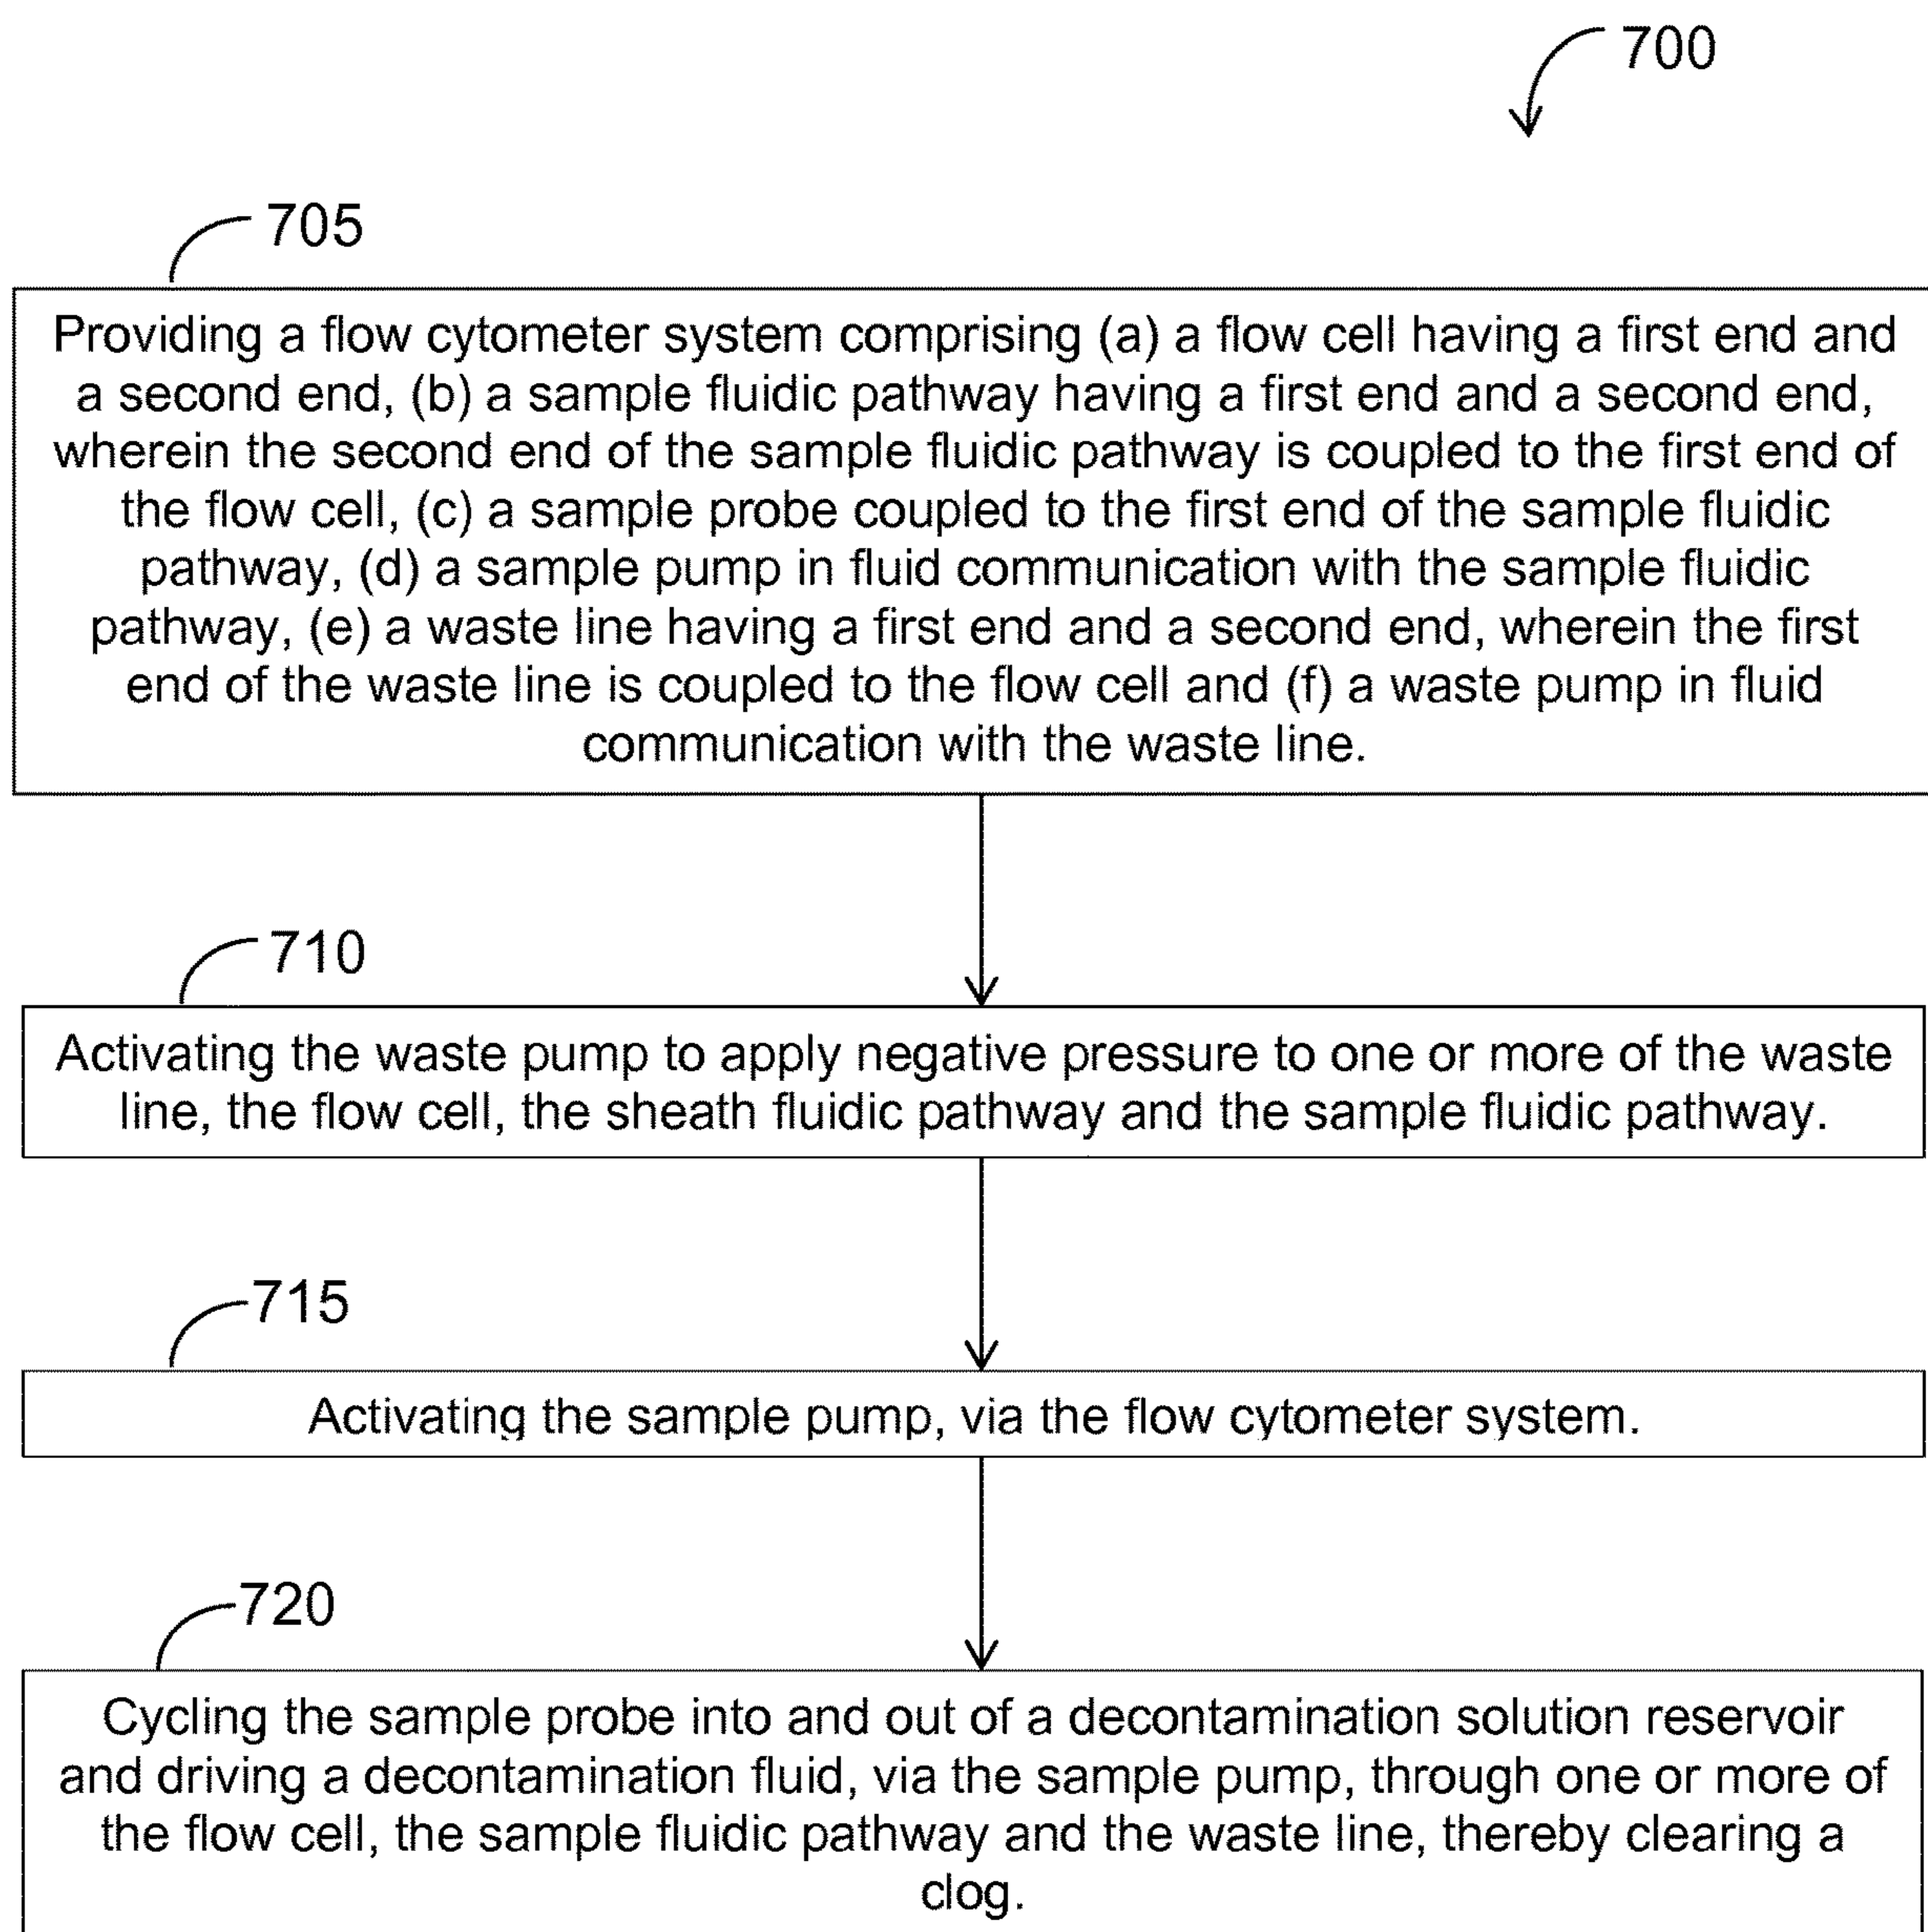 700
705
Providing a flow cytometer system comprising (a) a flow cell having a first end and
a second end, (b) a sample fluidic pathway having a first end and a second end,
wherein the second end of the sample fluidic pathway is coupled to the first end of
the flow cell, (c) a sample probe coupled to the first end of the sample fluidic
pathway, (d) a sample pump in fluid communication with the sample fluidic
pathway, (e) a waste line having a first end and a second end, wherein the first
end of the waste line is coupled to the flow cell and (f) a waste pump in fluid
communication with the waste line.
710
Activating the waste pump to apply negative pressure to one or more of the waste
line, the flow cell, the sheath fluidic pathway and the sample fluidic pathway.
715
Activating the sample pump, via the flow cytometer system.
720
Cycling the sample probe into and out of a decontamination solution reservoir
and driving a decontamination fluid, via the sample pump, through one or more of
the flow cell, the sample fluidic pathway and the waste line, thereby clearing a
clog.